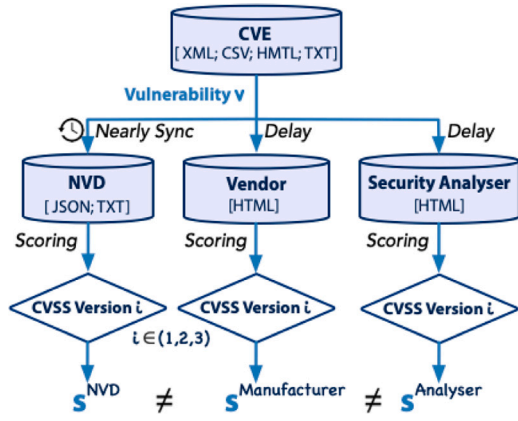 CVE
[ XML; CSV; HMTL; TXT]
Vulnerability v
Nearly Sync Delay Delay
NVD Vendor Security Analyser
[JSON; TXT] [HTML] [HTML]
Scoring Scoring Scoring
CVSS Version i CVSS Version i CVSS Version i
i ∈ (1,2,3)
s^NVD ≠ s^Manufacturer ≠ s^Analyser